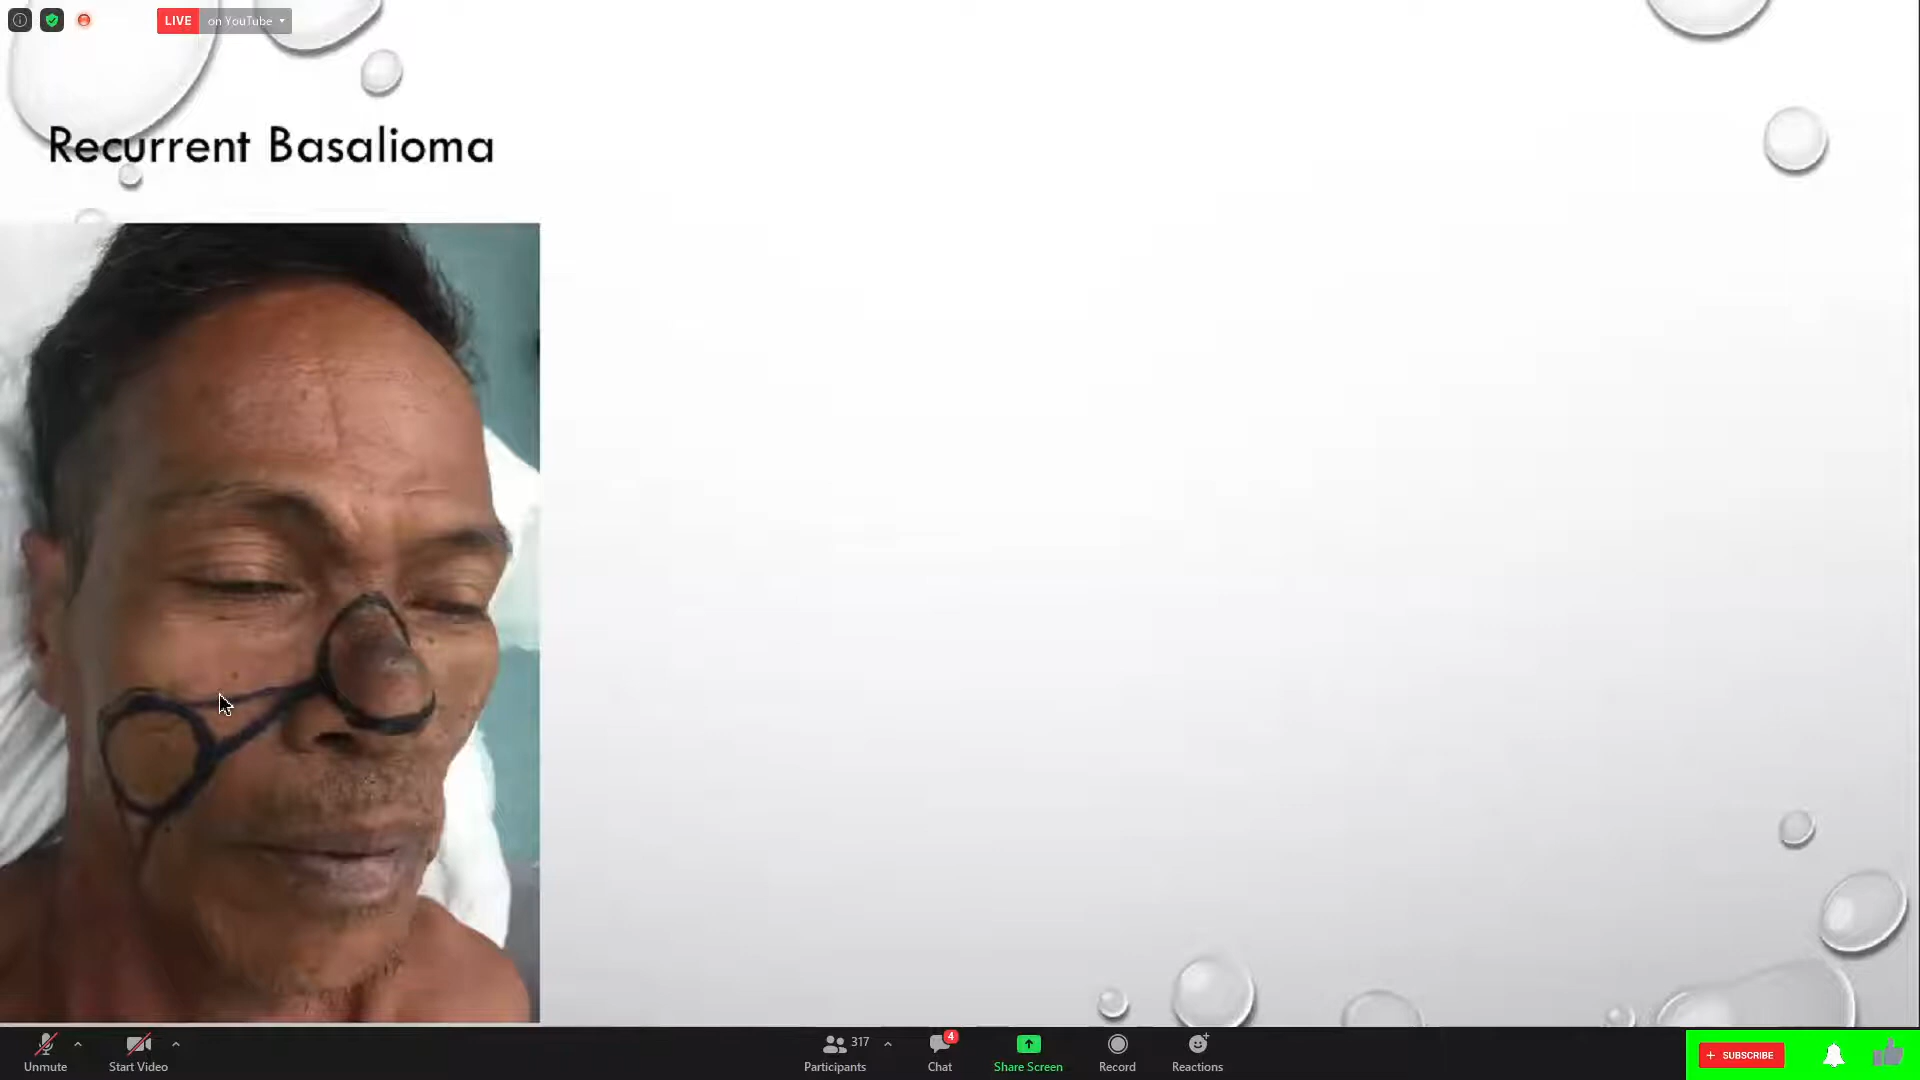 LIVE on YouTube
Recurrent Basalioma
Unmute
Start Video
317
Participants
4
Chat
Share Screen
Record
Reactions
+ SUBSCRIBE